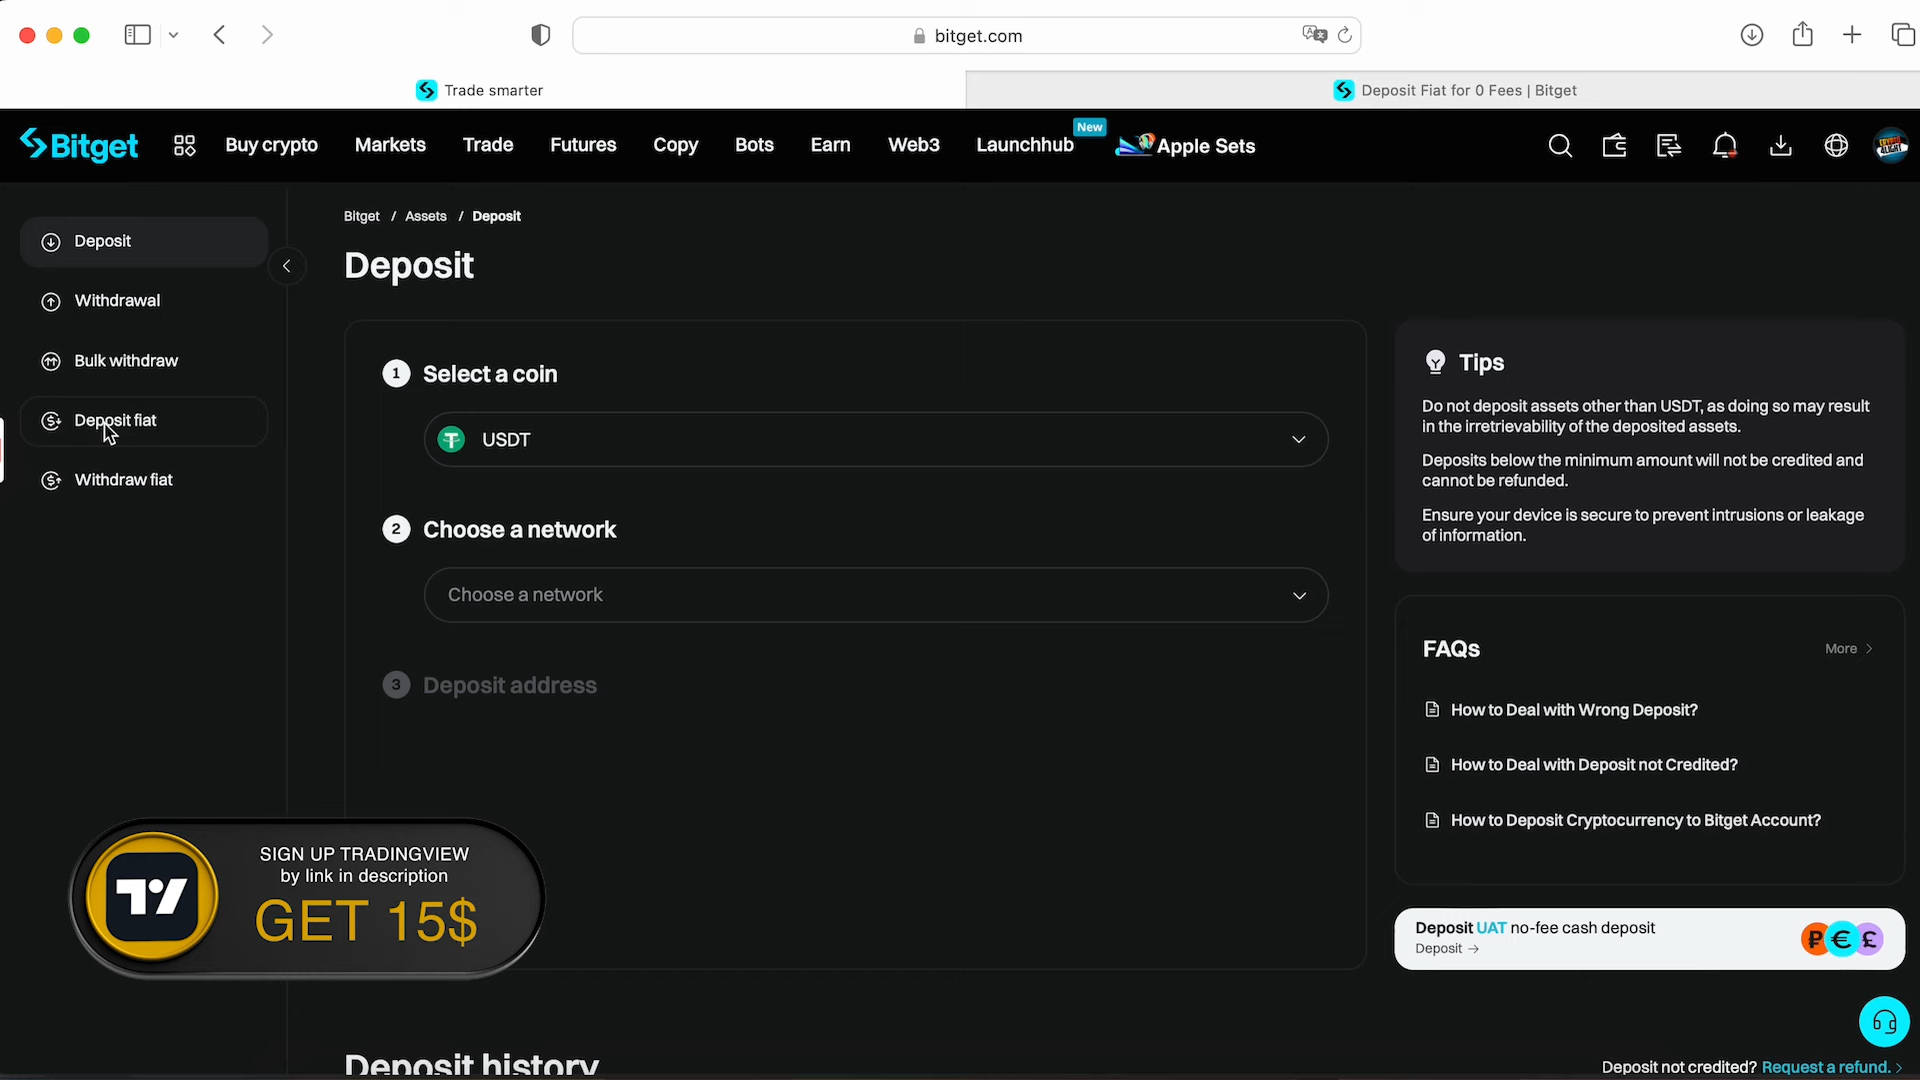 bitget.com
Trade smarter
Deposit Fiat for 0 Fees | Bitget
Bitget
Buy crypto
Markets
Trade
Futures
Copy
Bots
Earn
Web3
Launchhub
New
Apple Sets
Deposit
Withdrawal
Bulk withdraw
Deposit fiat
Withdraw fiat
Bitget / Assets / Deposit
Deposit
1 Select a coin
USDT
2 Choose a network
Choose a network
3 Deposit address
Tips
Do not deposit assets other than USDT, as doing so may result
in the irretrievability of the deposited assets.
Deposits below the minimum amount will not be credited and
cannot be refunded.
Ensure your device is secure to prevent intrusions or leakage
of information.
FAQs
More
How to Deal with Wrong Deposit?
How to Deal with Deposit not Credited?
How to Deposit Cryptocurrency to Bitget Account?
SIGN UP TRADINGVIEW
by link in description
GET 15$
Deposit UAT no-fee cash deposit
Deposit →
Deposit history
Deposit not credited? Request a refund.